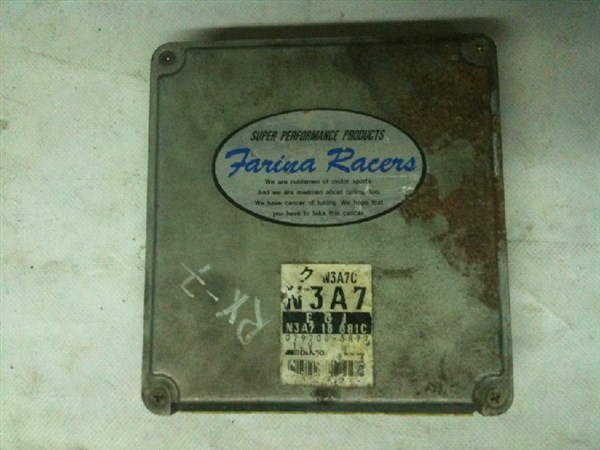 SUPER PERFORMANCE PRODUCTS
Farina Racers
We are noblemen of motor sports
And we are madmen about tuning, too.
We have cancer of tuning. We hope that
you have to take this cancer.
ク N3A7C
N3A7
EGI
N3A7 18 881C
RX-7